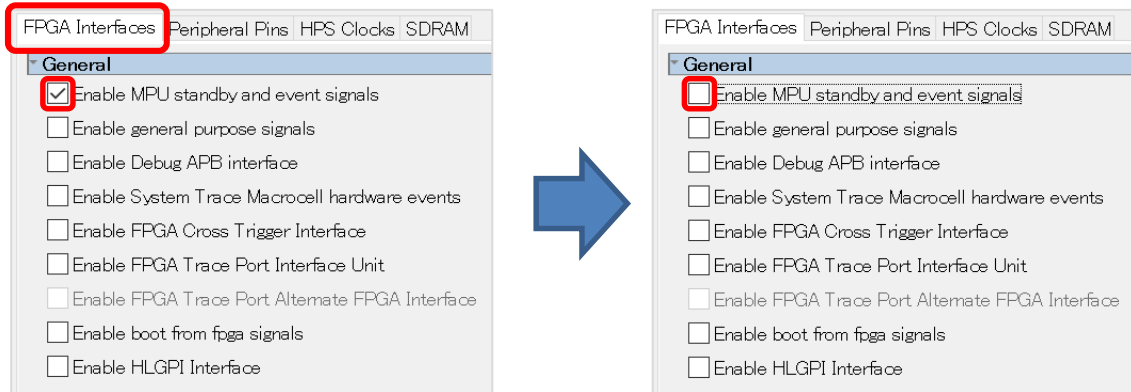 FPGA Interfaces Peripheral Pins HPS Clocks SDRAM
General
Enable MPU standby and event signals
Enable general purpose signals
Enable Debug APB interface
Enable System Trace Macrocell hardware events
Enable FPGA Cross Trigger Interface
Enable FPGA Trace Port Interface Unit
Enable FPGA Trace Port Alternate FPGA Interface
Enable boot from fpga signals
Enable HLGPI Interface
FPGA Interfaces Peripheral Pins HPS Clocks SDRAM
General
Enable MPU standby and event signals
Enable general purpose signals
Enable Debug APB interface
Enable System Trace Macrocell hardware events
Enable FPGA Cross Trigger Interface
Enable FPGA Trace Port Interface Unit
Enable FPGA Trace Port Alternate FPGA Interface
Enable boot from fpga signals
Enable HLGPI Interface